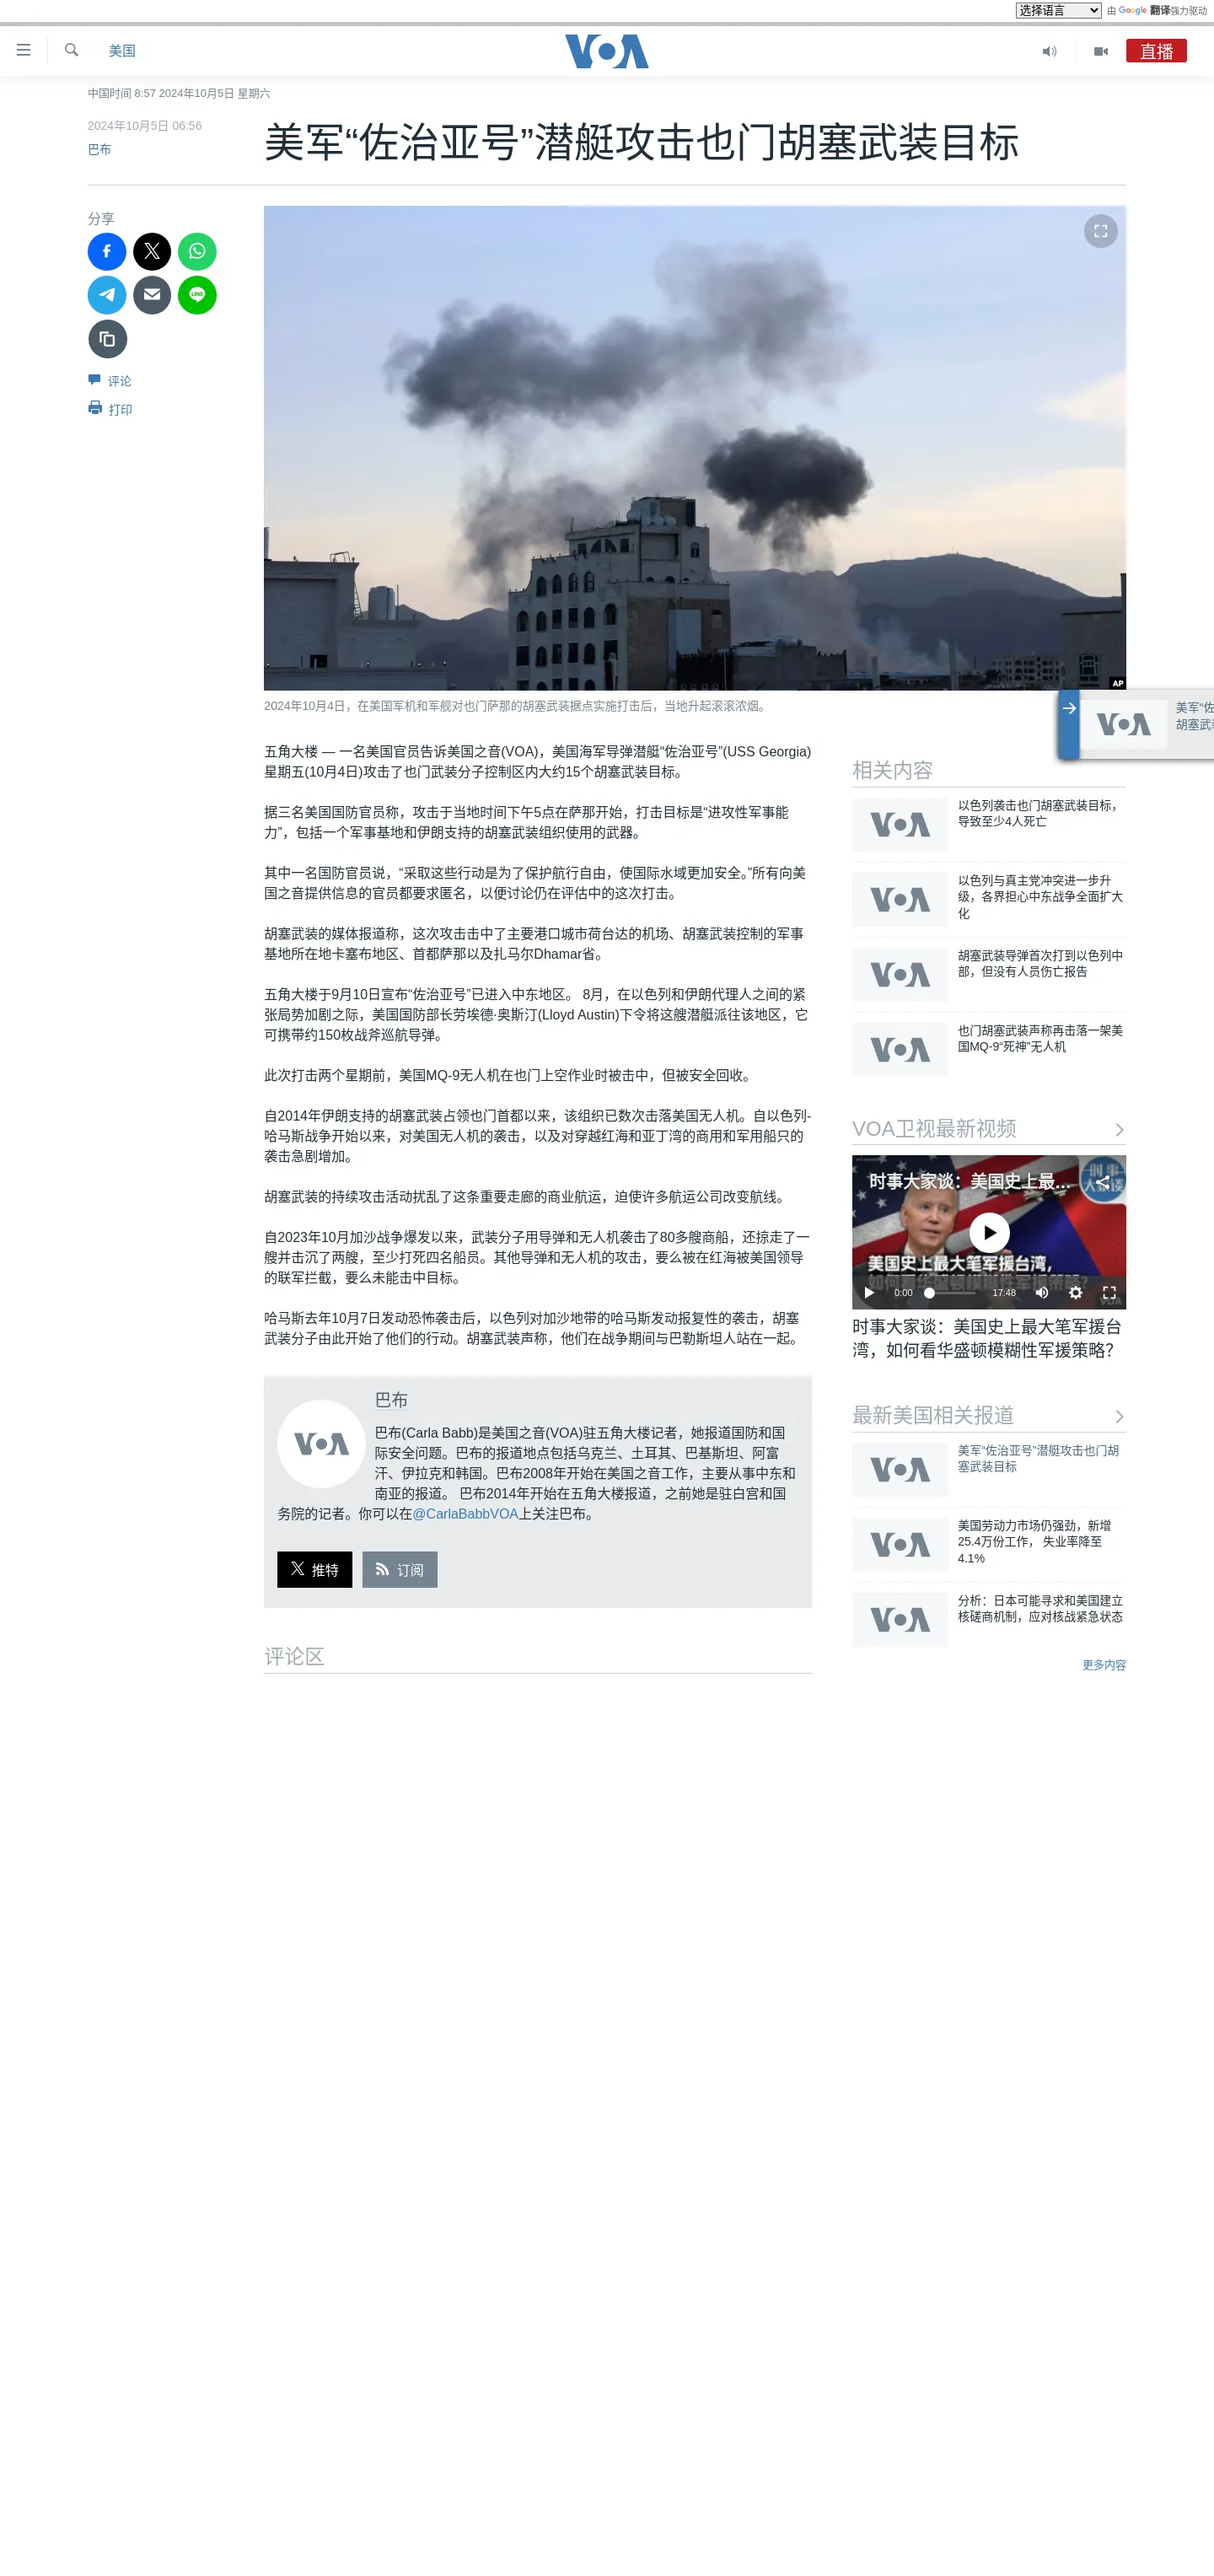 选择语言
由 Google 翻译强力驱动
美国
VOA
直播
中国时间 8:57 2024年10月5日 星期六
2024年10月5日 06:56
巴布
美军“佐治亚号”潜艇攻击也门胡塞武装目标
分享
LINE
评论
打印
AP
2024年10月4日，在美国军机和军舰对也门萨那的胡塞武装据点实施打击后，当地升起滚滚浓烟。
VOA
美军“佐
胡塞武装
五角大楼 — 一名美国官员告诉美国之音(VOA)，美国海军导弹潜艇“佐治亚号”(USS Georgia)
星期五(10月4日)攻击了也门武装分子控制区内大约15个胡塞武装目标。
据三名美国国防官员称，攻击于当地时间下午5点在萨那开始，打击目标是“进攻性军事能
力”，包括一个军事基地和伊朗支持的胡塞武装组织使用的武器。
其中一名国防官员说，“采取这些行动是为了保护航行自由，使国际水域更加安全。”所有向美
国之音提供信息的官员都要求匿名，以便讨论仍在评估中的这次打击。
胡塞武装的媒体报道称，这次攻击击中了主要港口城市荷台达的机场、胡塞武装控制的军事
基地所在地卡塞布地区、首都萨那以及扎马尔Dhamar省。
五角大楼于9月10日宣布“佐治亚号”已进入中东地区。 8月，在以色列和伊朗代理人之间的紧
张局势加剧之际，美国国防部长劳埃德·奥斯汀(Lloyd Austin)下令将这艘潜艇派往该地区，它
可携带约150枚战斧巡航导弹。
此次打击两个星期前，美国MQ-9无人机在也门上空作业时被击中，但被安全回收。
自2014年伊朗支持的胡塞武装占领也门首都以来，该组织已数次击落美国无人机。自以色列-
哈马斯战争开始以来，对美国无人机的袭击，以及对穿越红海和亚丁湾的商用和军用船只的
袭击急剧增加。
胡塞武装的持续攻击活动扰乱了这条重要走廊的商业航运，迫使许多航运公司改变航线。
自2023年10月加沙战争爆发以来，武装分子用导弹和无人机袭击了80多艘商船，还掠走了一
艘并击沉了两艘，至少打死四名船员。其他导弹和无人机的攻击，要么被在红海被美国领导
的联军拦截，要么未能击中目标。
哈马斯去年10月7日发动恐怖袭击后，以色列对加沙地带的哈马斯发动报复性的袭击，胡塞
武装分子由此开始了他们的行动。胡塞武装声称，他们在战争期间与巴勒斯坦人站在一起。
VOA
巴布
巴布(Carla Babb)是美国之音(VOA)驻五角大楼记者，她报道国防和国
际安全问题。巴布的报道地点包括乌克兰、土耳其、巴基斯坦、阿富
汗、伊拉克和韩国。巴布2008年开始在美国之音工作，主要从事中东和
南亚的报道。 巴布2014年开始在五角大楼报道，之前她是驻白宫和国
务院的记者。你可以在@CarlaBabbVOA上关注巴布。
推特
订阅
评论区
相关内容
VOA
以色列袭击也门胡塞武装目标，
导致至少4人死亡
VOA
以色列与真主党冲突进一步升
级，各界担心中东战争全面扩大
化
VOA
胡塞武装导弹首次打到以色列中
部，但没有人员伤亡报告
VOA
也门胡塞武装声称再击落一架美
国MQ-9“死神”无人机
VOA卫视最新视频
时事大家谈：美国史上最...
时事
大家谈
美国史上最大笔军援台湾，
如何看华盛顿模糊性军援策略？
0:00
17:48
VOA
时事大家谈：美国史上最大笔军援台
湾，如何看华盛顿模糊性军援策略？
最新美国相关报道
VOA
美军“佐治亚号”潜艇攻击也门胡
塞武装目标
VOA
美国劳动力市场仍强劲，新增
25.4万份工作， 失业率降至
4.1%
VOA
分析：日本可能寻求和美国建立
核磋商机制，应对核战紧急状态
更多内容